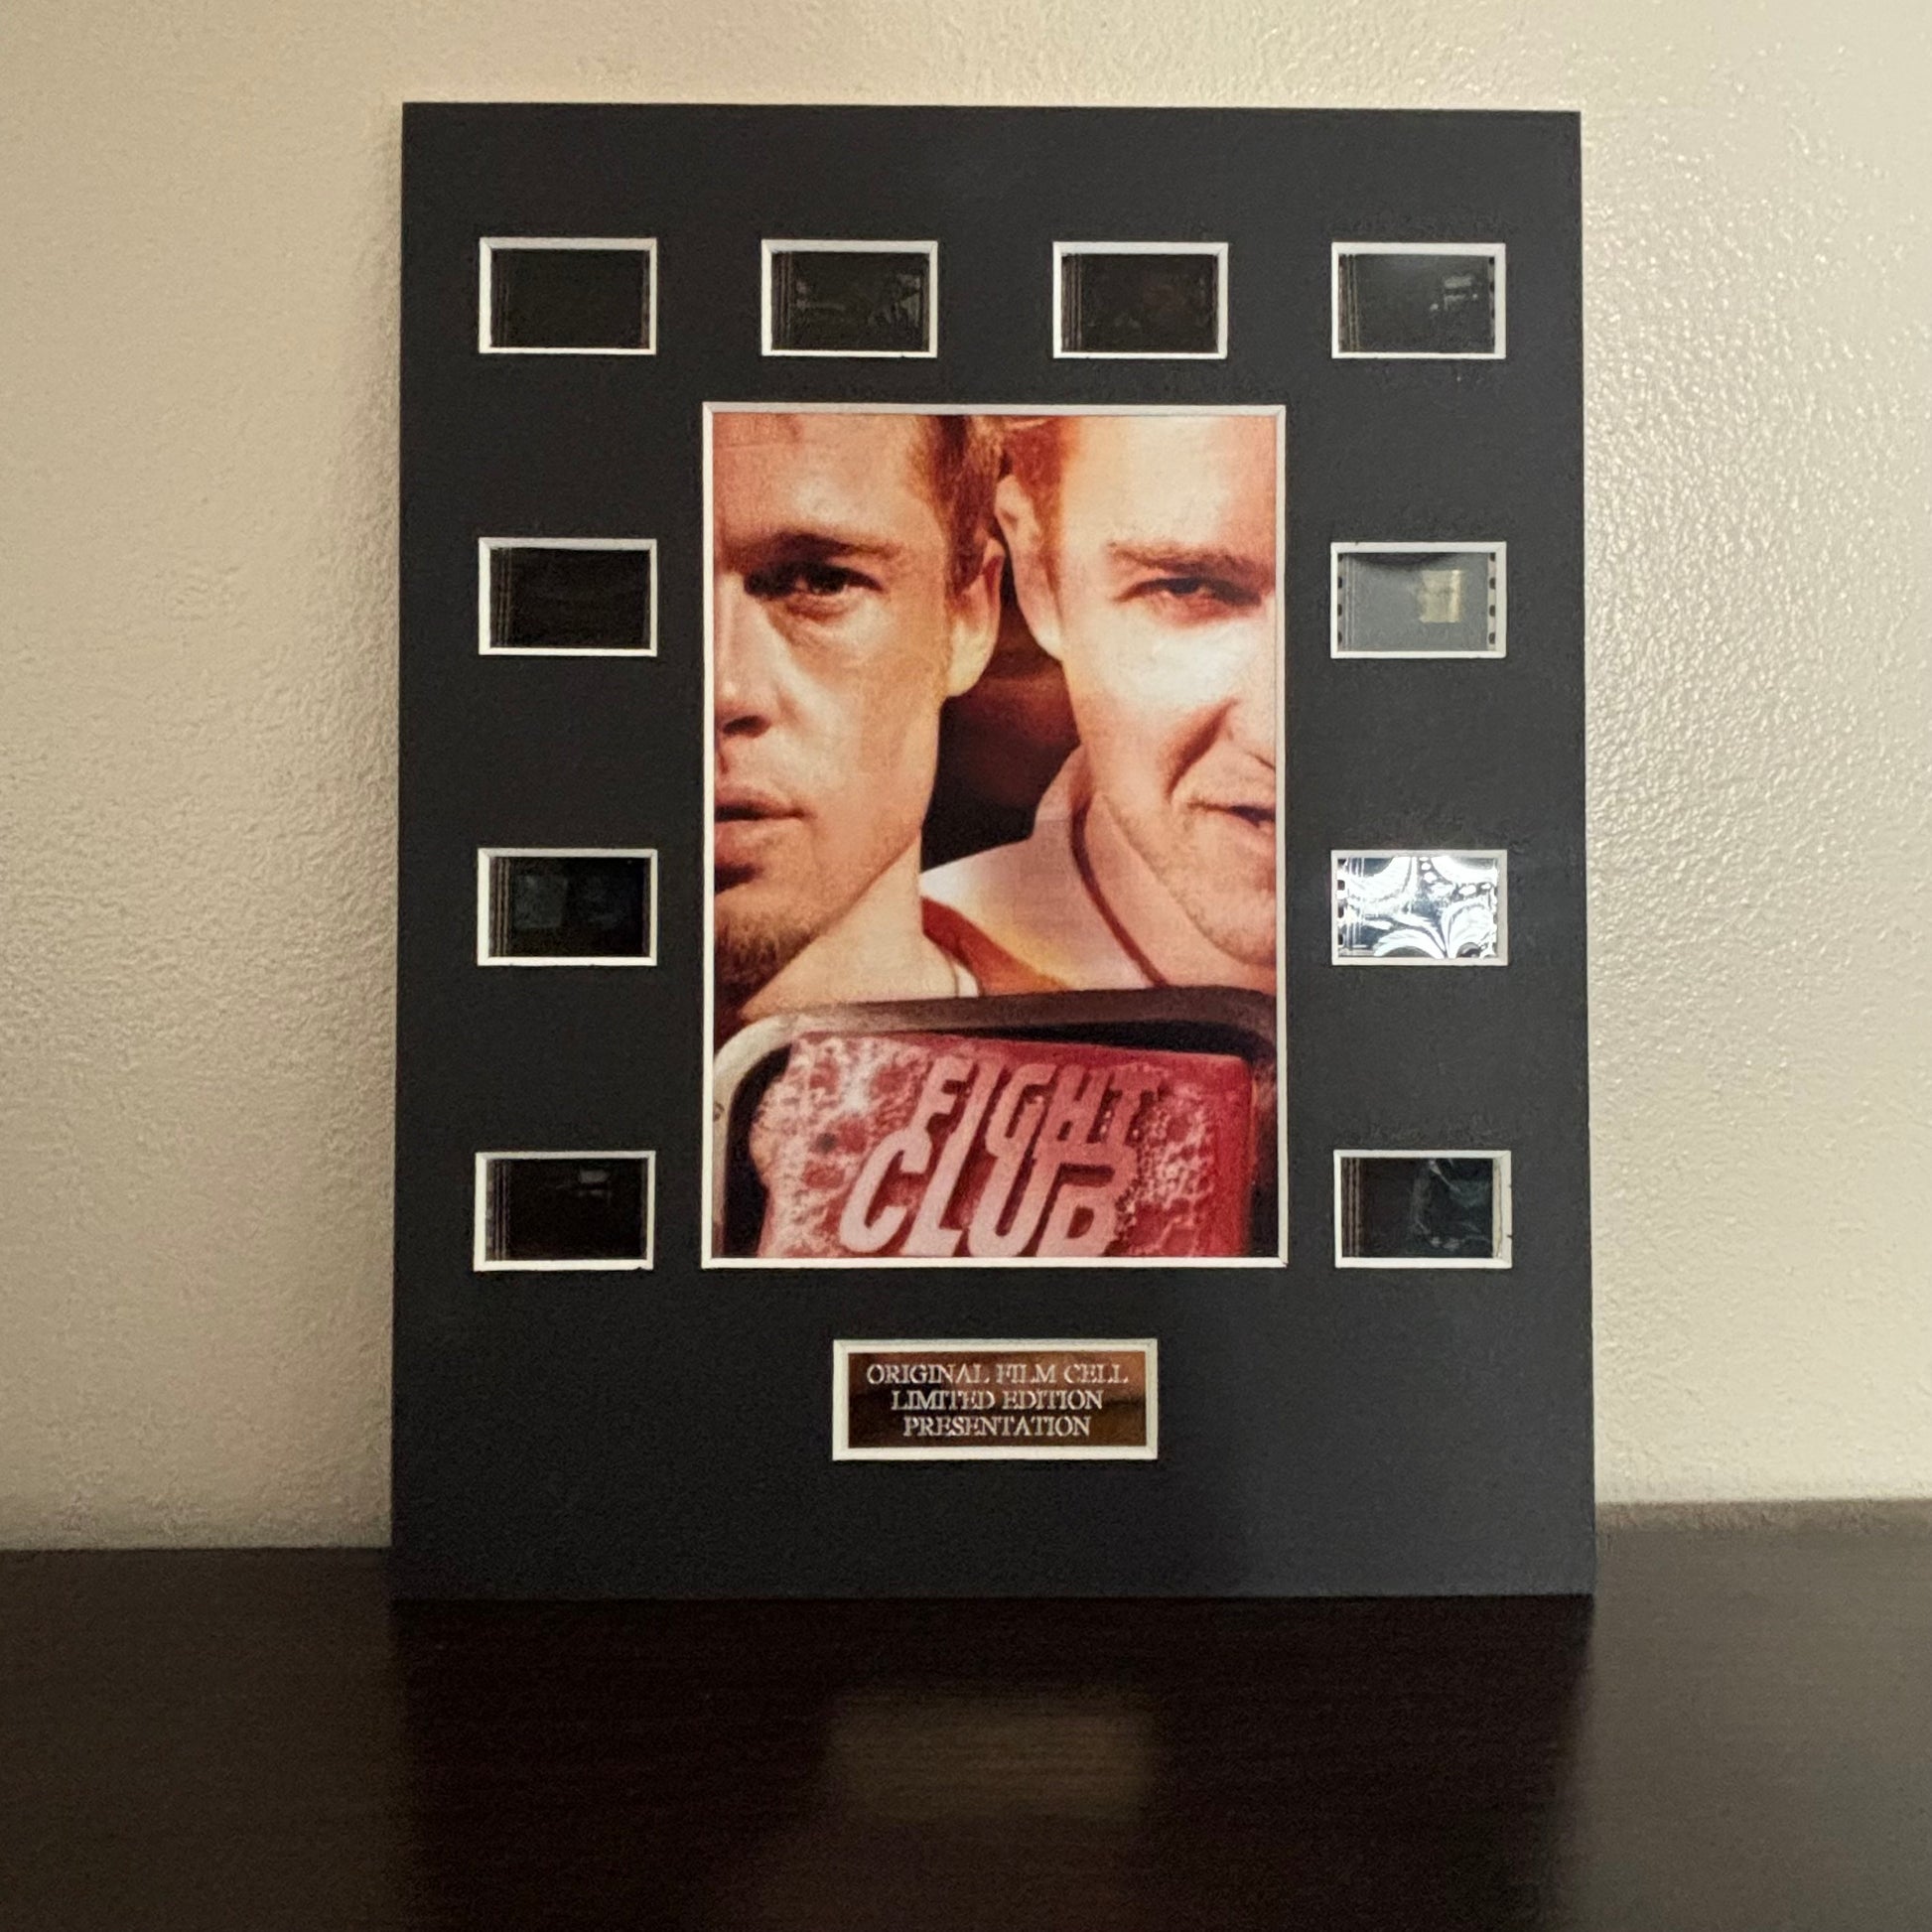 FIGHT
CLUB
ORIGINAL FILM CELL
LIMITED EDITION
PRESENTATION